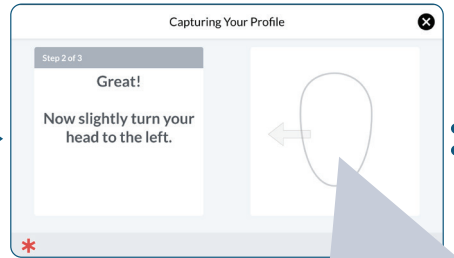 Capturing Your Profile
Step 2 of 3
Great!
Now slightly turn your
head to the left.